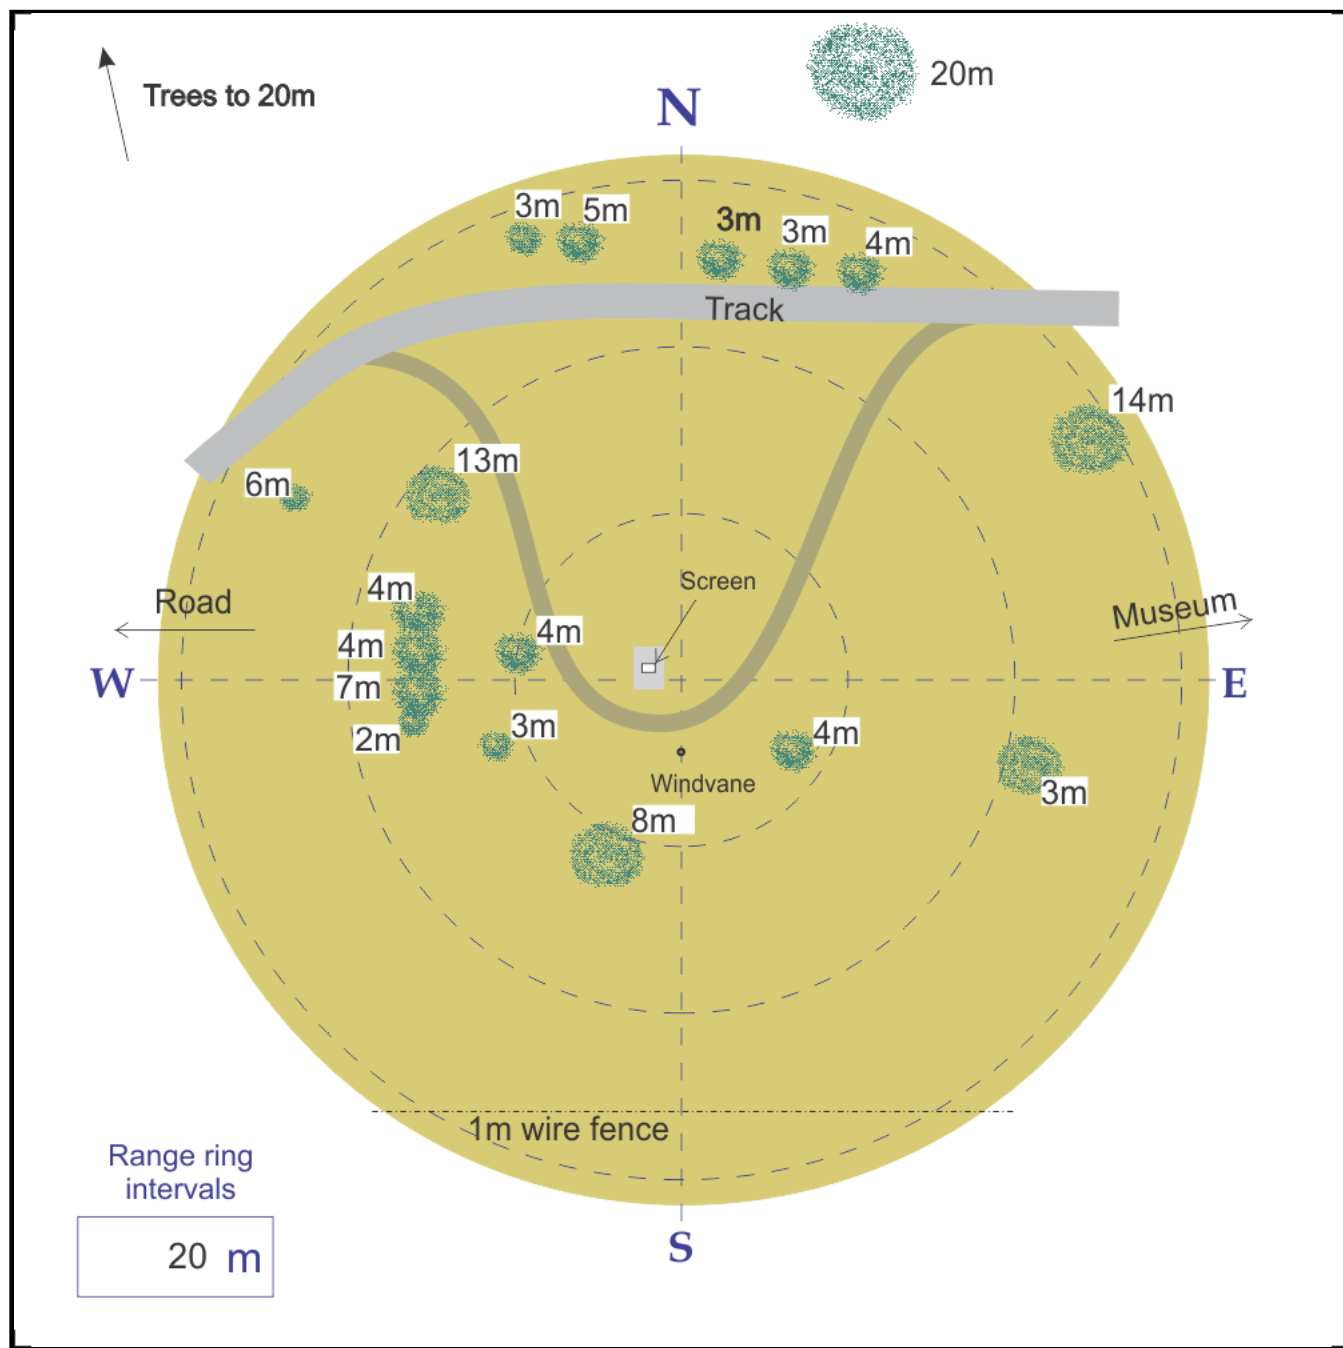 20m
Trees to 20m
N
3m
5m
3m
3m
4m
Track
14m
13m
6m
Screen
4m
Road
Museum
4m
4m
W
7m
E
3m
4m
2m
Windvane
3m
8m
1m wire fence
Range ring
intervals
S
20 m